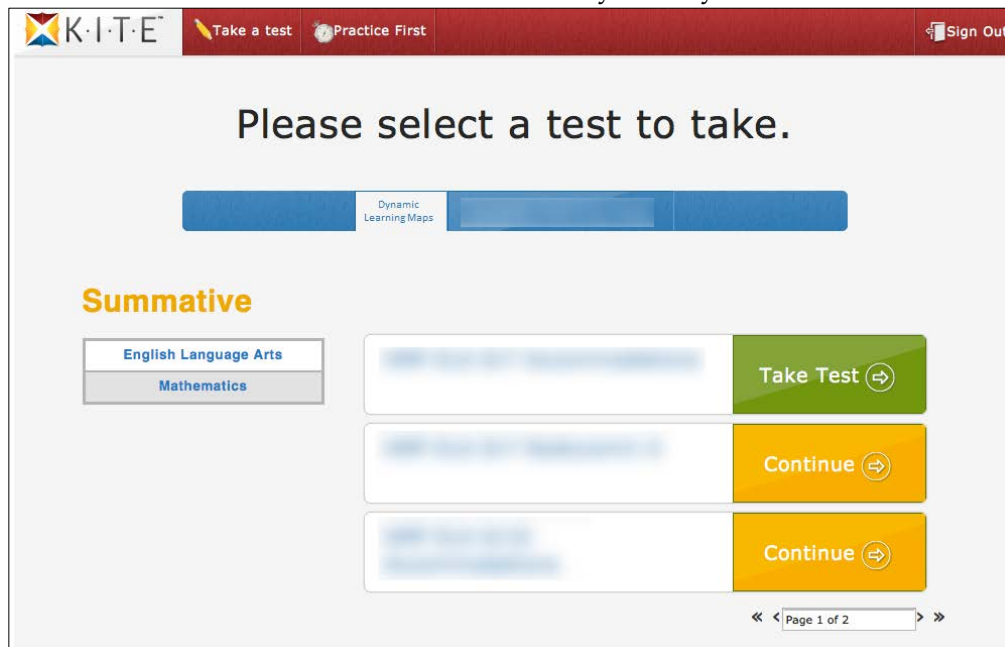 K·I·T·E™ Take a test Practice First Sign Out
Please select a test to take.
Dynamic
Learning Maps
Summative
English Language Arts
Mathematics
Take Test
Continue
Continue
« < Page 1 of 2 > »